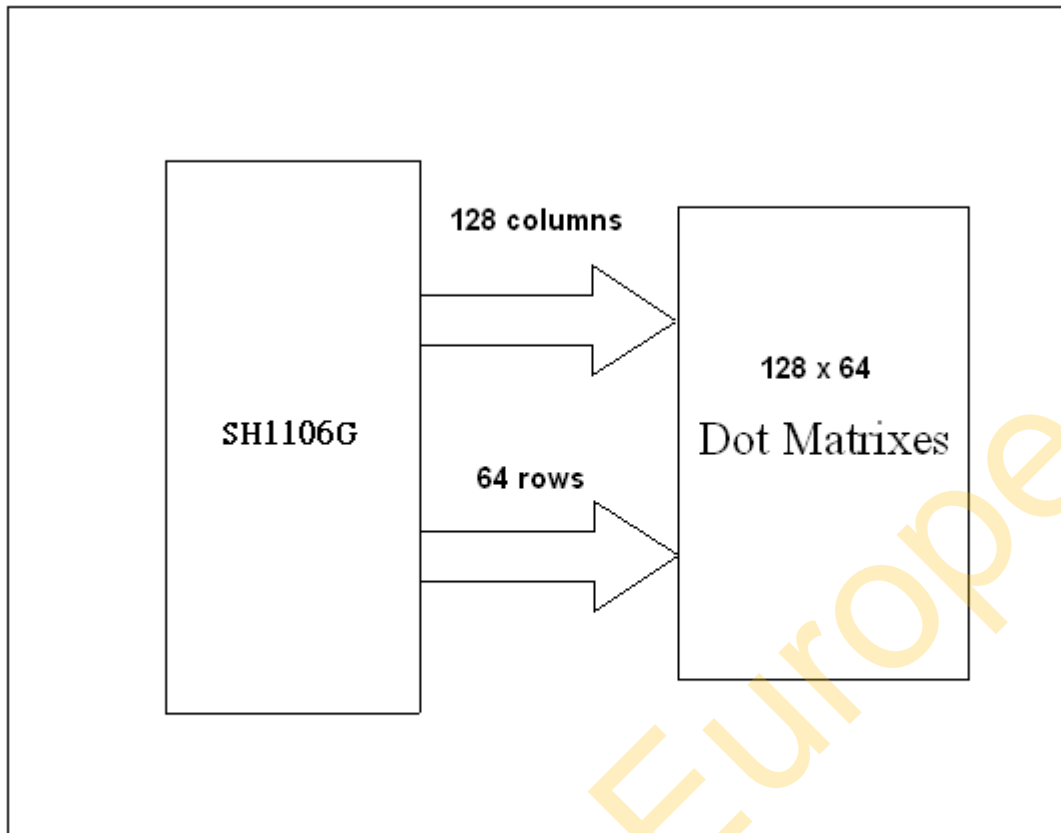 128 columns
SH1106G
128 x 64
Dot Matrixes
64 rows
Europe